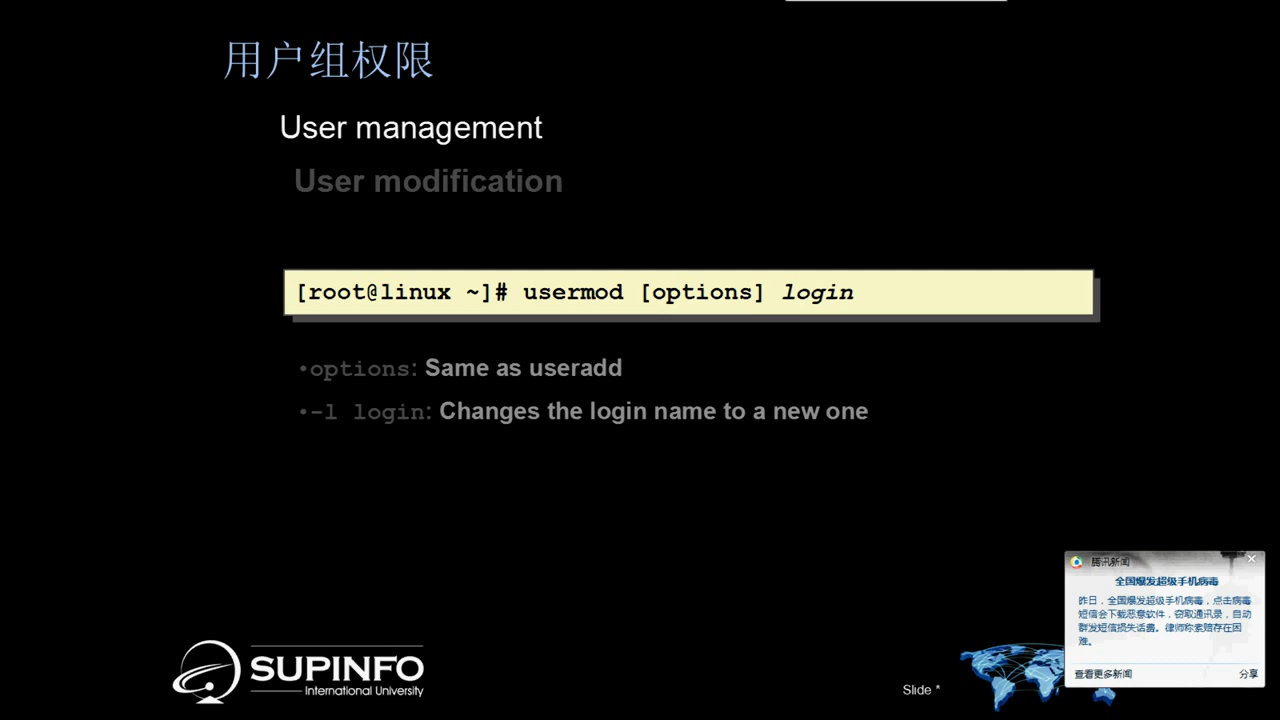 用户组权限
User management
User modification
[root@linux ~]# usermod [options] login
•options: Same as useradd
•-l login: Changes the login name to a new one
腾讯新闻
全国爆发超级手机病毒
昨日，全国爆发超级手机病毒，点击病毒
短信会下载恶意软件，窃取通讯录，自动
群发短信损失话费。律师称索赔存在困
难。
查看更多新闻 分享
SUPINFO
International University
Slide *